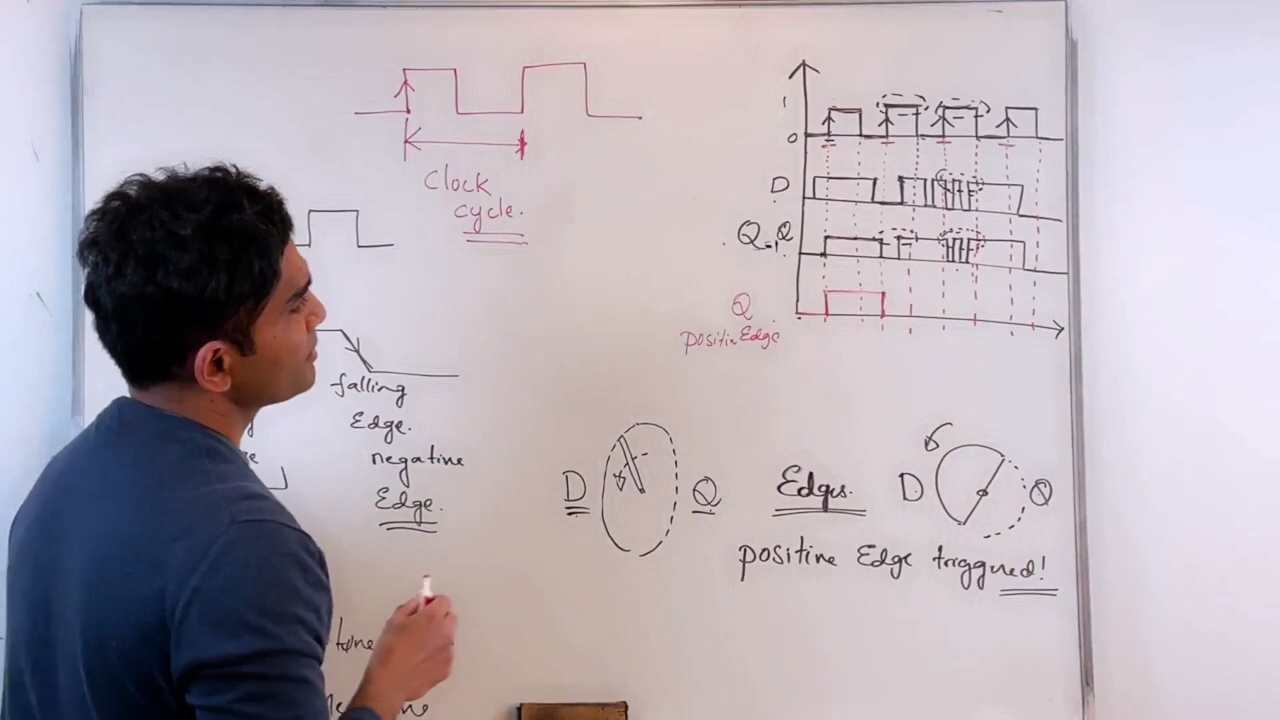 Clock
cycle.
1
0
D
Q
Q
positive Edge
falling
Edge.
negative
Edge.
D
Q
Edges.
D
Q
positive Edge triggered!